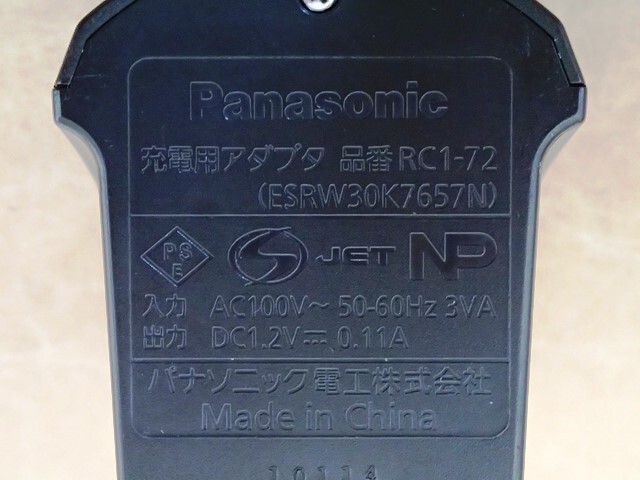 Panasonic
充電用アダプタ 品番 RC1-72
(ESRW30K7657N)
PS E JET NP
入力 AC100V～ 50-60Hz 3VA
出力 DC1.2V⎓0.11A
パナソニック電工株式会社
Made in China
10114